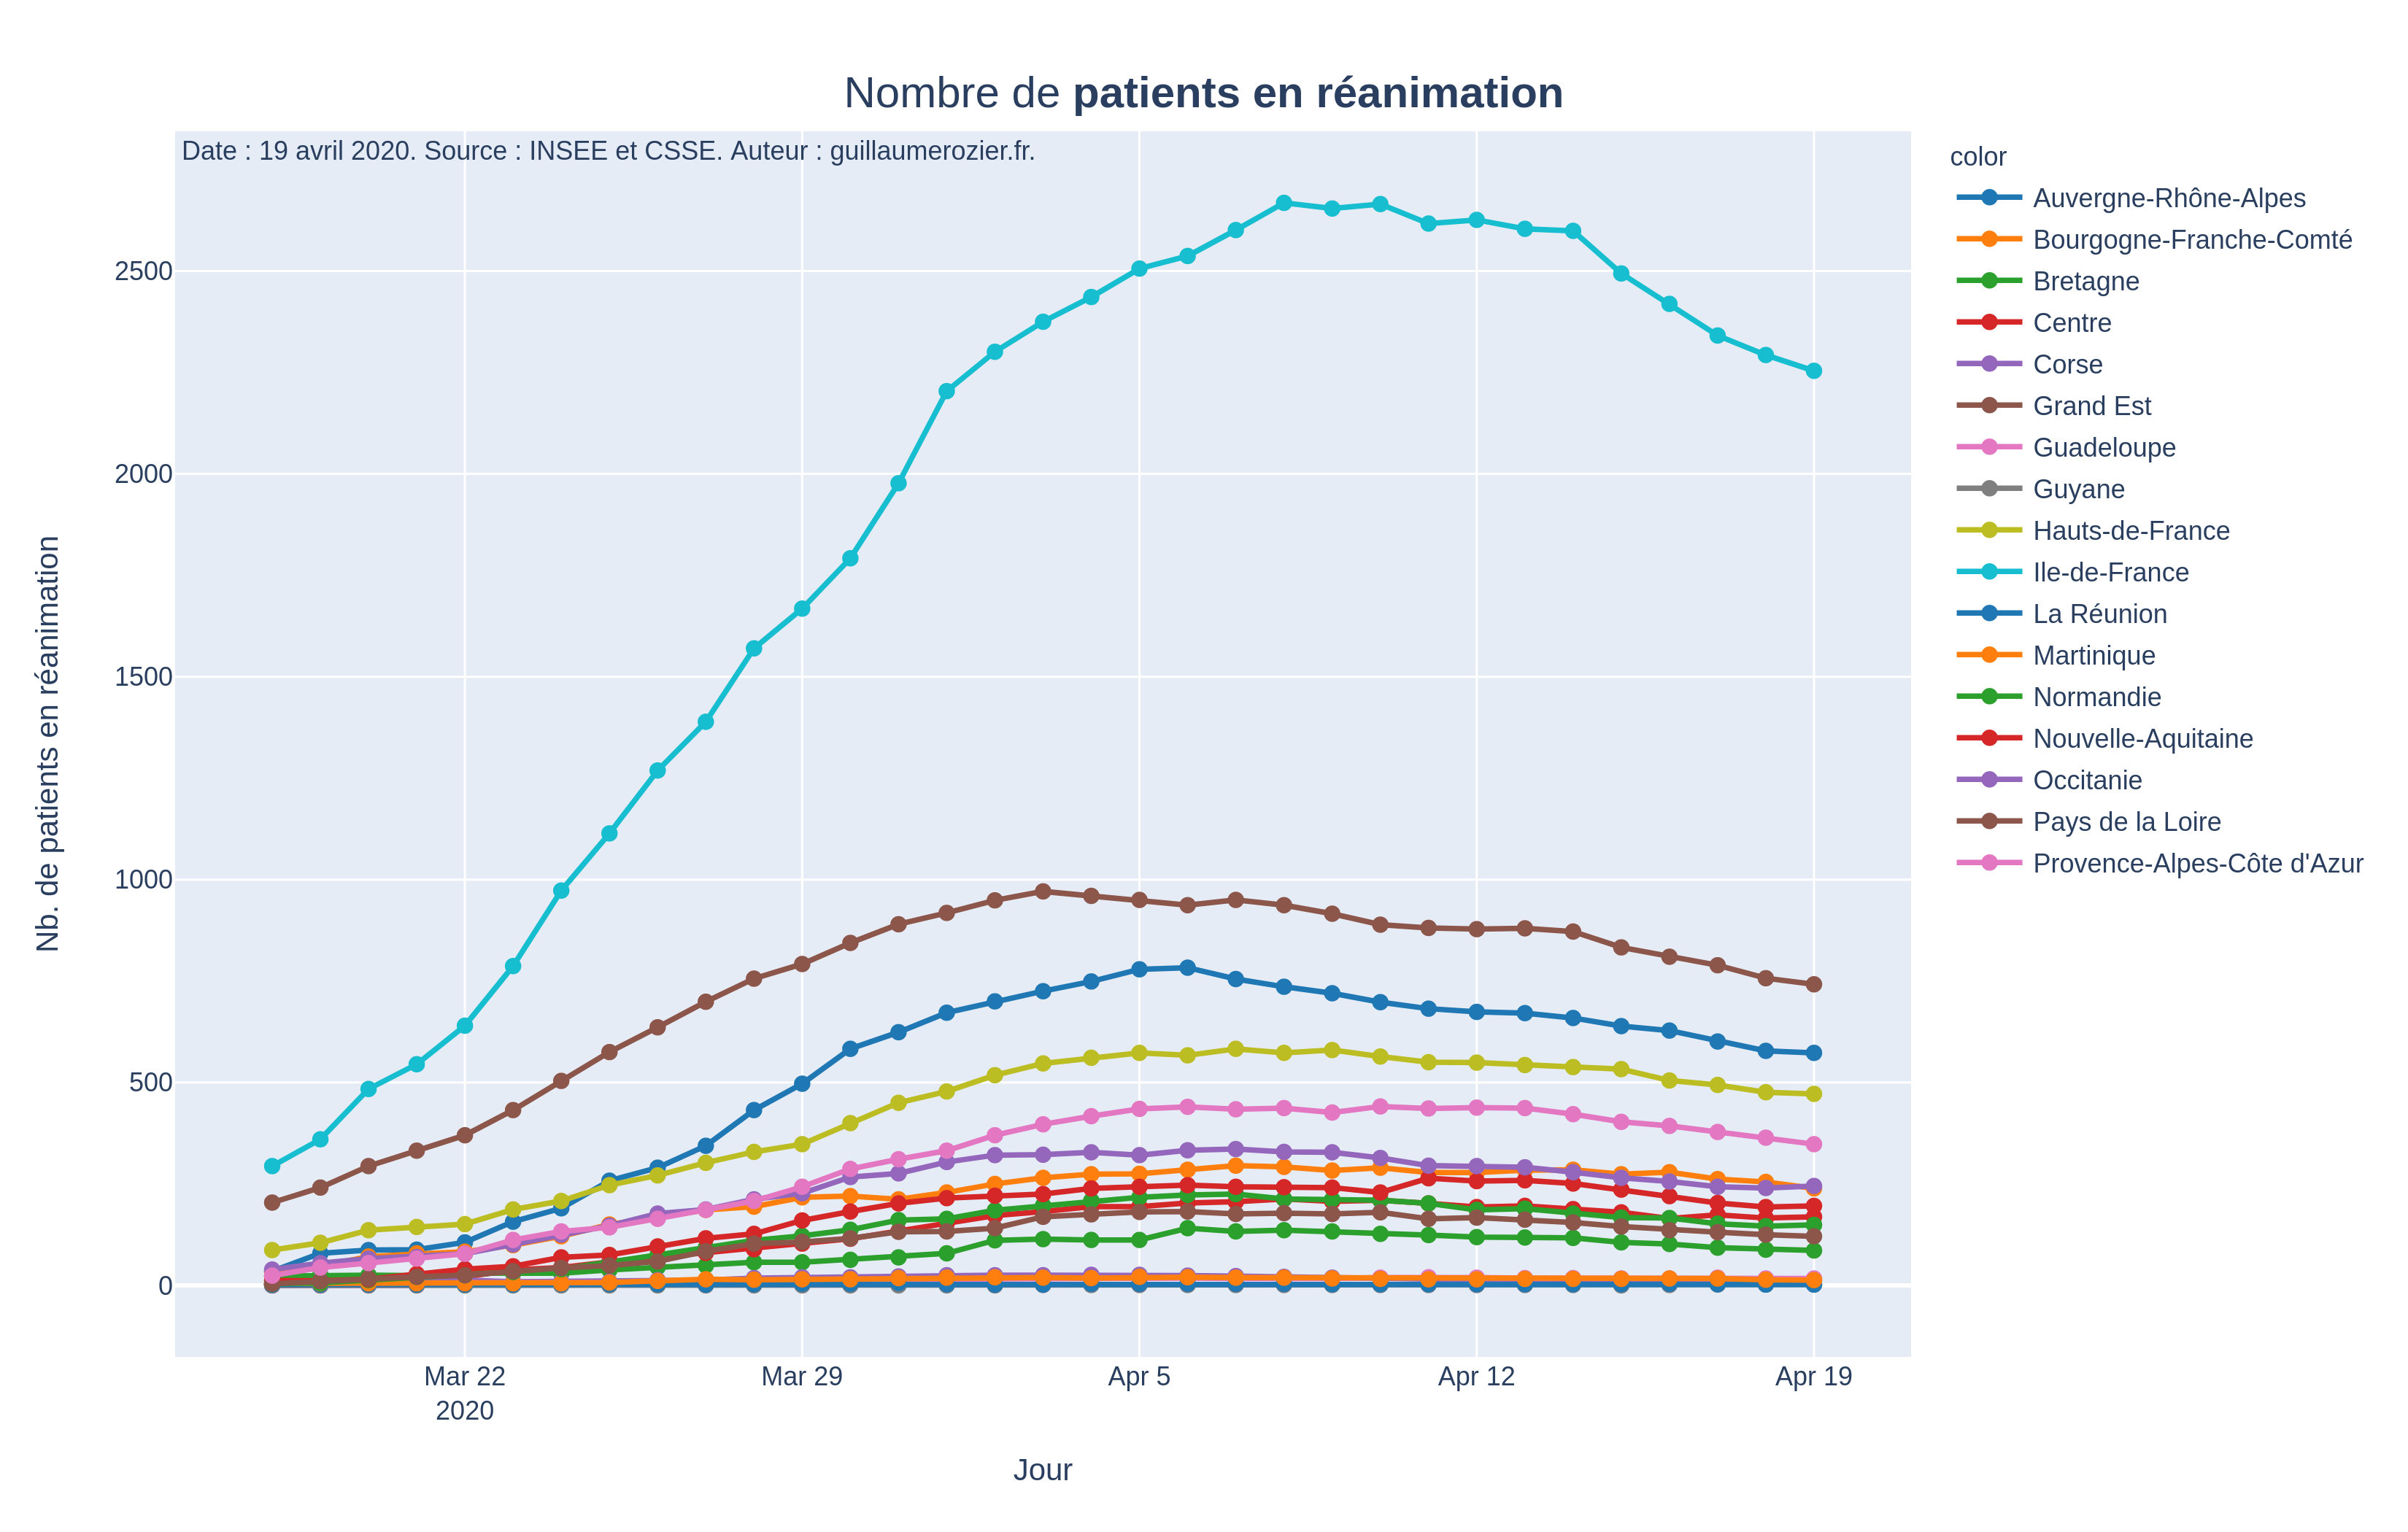 Nombre de patients en réanimation
Date : 19 avril 2020. Source : INSEE et CSSE. Auteur : guillaumerozier.fr.
Nb. de patients en réanimation
2500
2000
1500
1000
500
0
Mar 22
2020
Mar 29
Apr 5
Apr 12
Apr 19
Jour
color
Auvergne-Rhône-Alpes
Bourgogne-Franche-Comté
Bretagne
Centre
Corse
Grand Est
Guadeloupe
Guyane
Hauts-de-France
Ile-de-France
La Réunion
Martinique
Normandie
Nouvelle-Aquitaine
Occitanie
Pays de la Loire
Provence-Alpes-Côte d'Azur